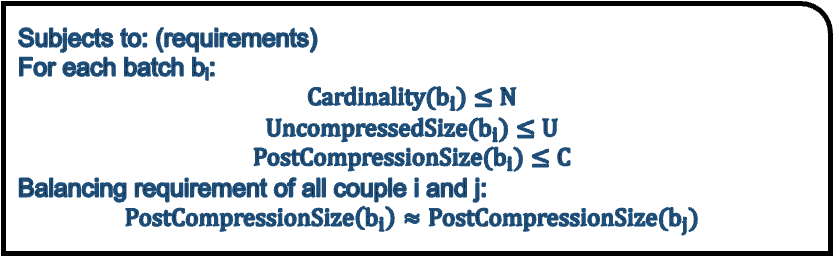 Subjects to: (requirements)
For each batch bᵢ:
Cardinality(bᵢ) ≤ N
UncompressedSize(bᵢ) ≤ U
PostCompressionSize(bᵢ) ≤ C
Balancing requirement of all couple i and j:
PostCompressionSize(bᵢ) ≈ PostCompressionSize(bⱼ)